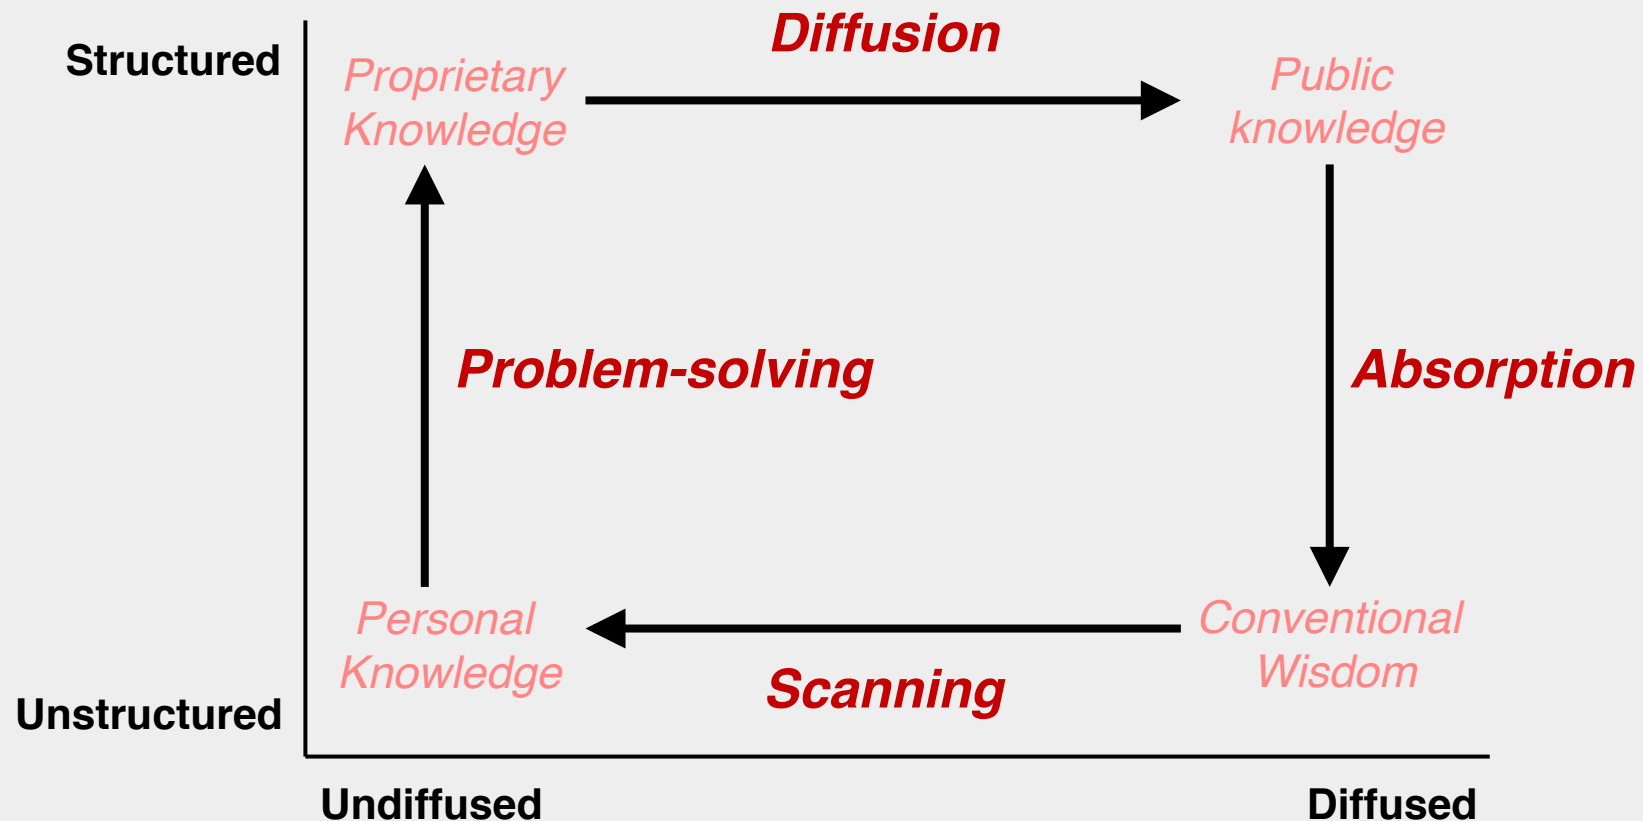 Diffusion
Structured
Proprietary
Knowledge
Public
knowledge
Problem-solving
Absorption
Personal
Knowledge
Conventional
Wisdom
Scanning
Unstructured
Undiffused
Diffused